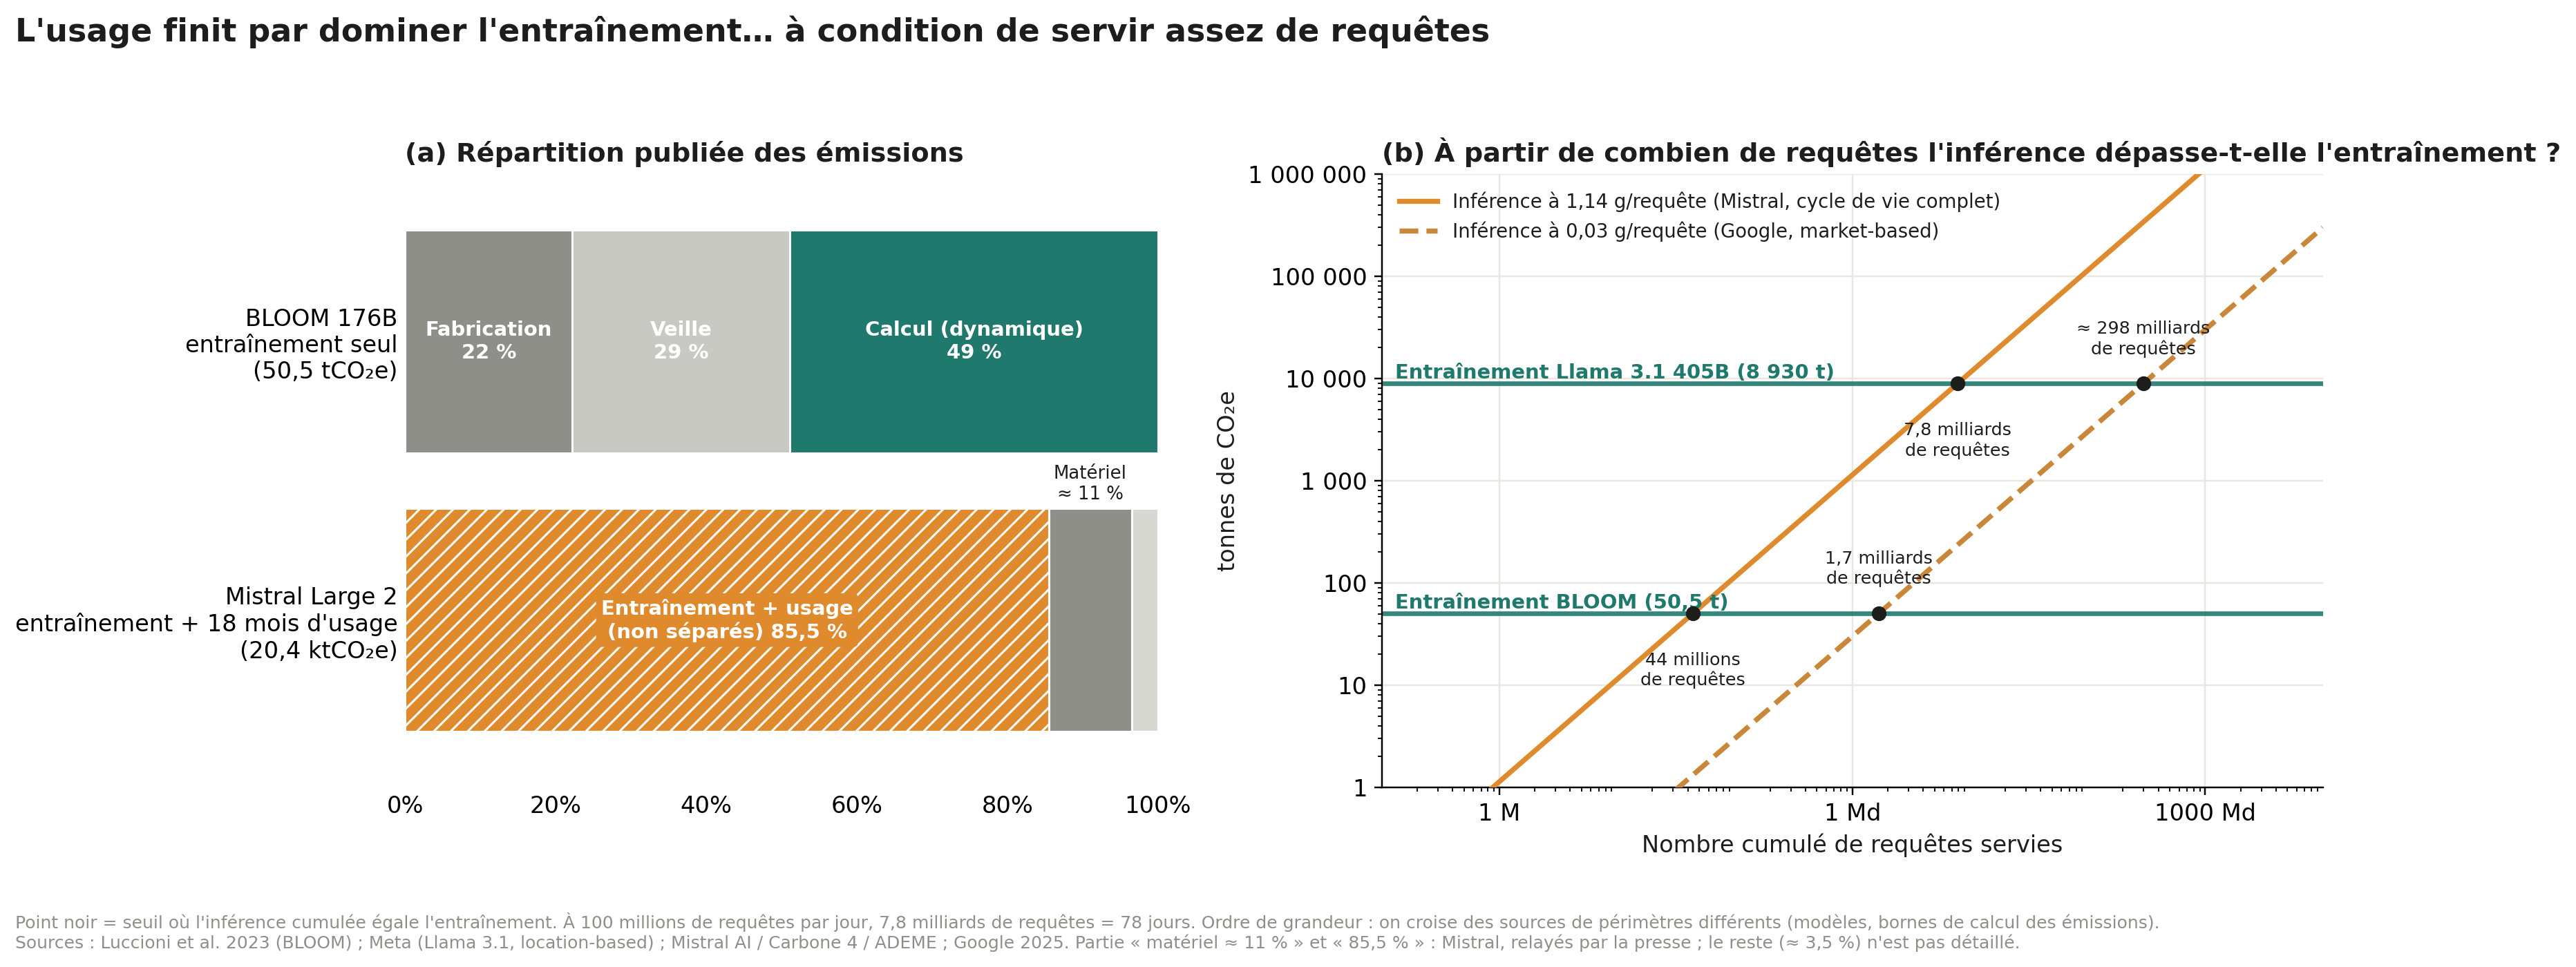 L'usage finit par dominer l'entraînement… à condition de servir assez de requêtes
(a) Répartition publiée des émissions
BLOOM 176B
entraînement seul
(50,5 tCO₂e)
Fabrication
22 %
Veille
29 %
Calcul (dynamique)
49 %
Matériel
≈ 11 %
Mistral Large 2
entraînement + 18 mois d'usage
(20,4 ktCO₂e)
Entraînement + usage
(non séparés) 85,5 %
0%
20%
40%
60%
80%
100%
(b) À partir de combien de requêtes l'inférence dépasse-t-elle l'entraînement ?
tonnes de CO₂e
1 000 000
100 000
10 000
1 000
100
10
1
Inférence à 1,14 g/requête (Mistral, cycle de vie complet)
Inférence à 0,03 g/requête (Google, market-based)
≈ 298 milliards
de requêtes
Entraînement Llama 3.1 405B (8 930 t)
7,8 milliards
de requêtes
1,7 milliards
de requêtes
Entraînement BLOOM (50,5 t)
44 millions
de requêtes
1 M
1 Md
1000 Md
Nombre cumulé de requêtes servies
Point noir = seuil où l'inférence cumulée égale l'entraînement. À 100 millions de requêtes par jour, 7,8 milliards de requêtes = 78 jours. Ordre de grandeur : on croise des sources de périmètres différents (modèles, bornes de calcul des émissions).
Sources : Luccioni et al. 2023 (BLOOM) ; Meta (Llama 3.1, location-based) ; Mistral AI / Carbone 4 / ADEME ; Google 2025. Partie « matériel ≈ 11 % » et « 85,5 % » : Mistral, relayés par la presse ; le reste (≈ 3,5 %) n'est pas détaillé.